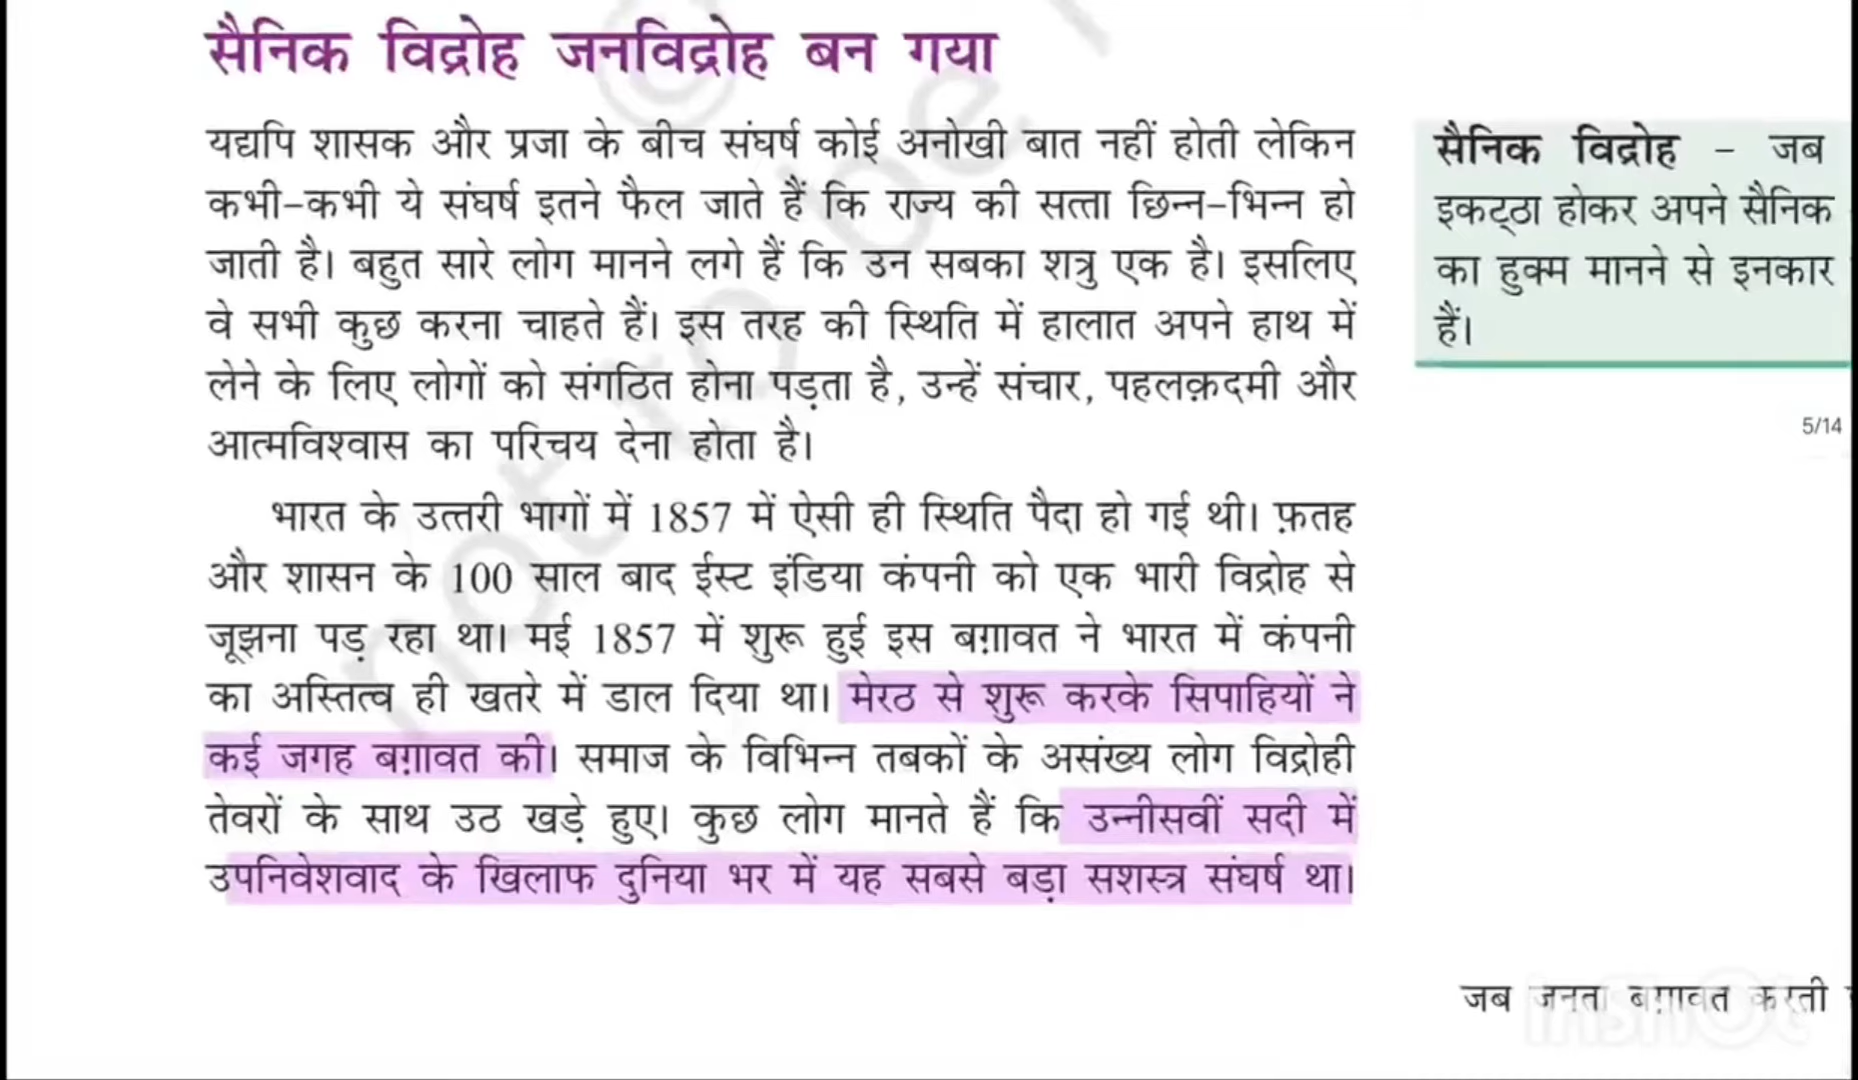 सैनिक विद्रोह जनविद्रोह बन गया
यद्यपि शासक और प्रजा के बीच संघर्ष कोई अनोखी बात नहीं होती लेकिन
कभी-कभी ये संघर्ष इतने फैल जाते हैं कि राज्य की सत्ता छिन्न-भिन्न हो
जाती है। बहुत सारे लोग मानने लगे हैं कि उन सबका शत्रु एक है। इसलिए
वे सभी कुछ करना चाहते हैं। इस तरह की स्थिति में हालात अपने हाथ में
लेने के लिए लोगों को संगठित होना पड़ता है, उन्हें संचार, पहलक़दमी और
आत्मविश्वास का परिचय देना होता है।
भारत के उत्तरी भागों में 1857 में ऐसी ही स्थिति पैदा हो गई थी। फ़तह
और शासन के 100 साल बाद ईस्ट इंडिया कंपनी को एक भारी विद्रोह से
जूझना पड़ रहा था। मई 1857 में शुरू हुई इस बग़ावत ने भारत में कंपनी
का अस्तित्व ही खतरे में डाल दिया था। मेरठ से शुरू करके सिपाहियों ने
कई जगह बग़ावत की। समाज के विभिन्न तबकों के असंख्य लोग विद्रोही
तेवरों के साथ उठ खड़े हुए। कुछ लोग मानते हैं कि उन्नीसवीं सदी में
उपनिवेशवाद के खिलाफ दुनिया भर में यह सबसे बड़ा सशस्त्र संघर्ष था।
सैनिक विद्रोह - जब
इकट्ठा होकर अपने सैनिक
का हुक्म मानने से इनकार
हैं।
5/14
जब जनता बग़ावत करती
not to be
©
InShOt